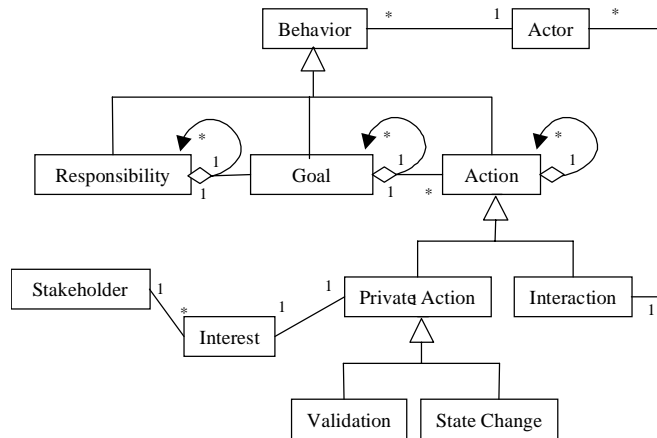 Behavior * 1 Actor *
* * *
Responsibility 1 Goal 1 Action 1
1 1 *
Stakeholder 1 1 1 Private Action Interaction 1
* Interest
Validation State Change